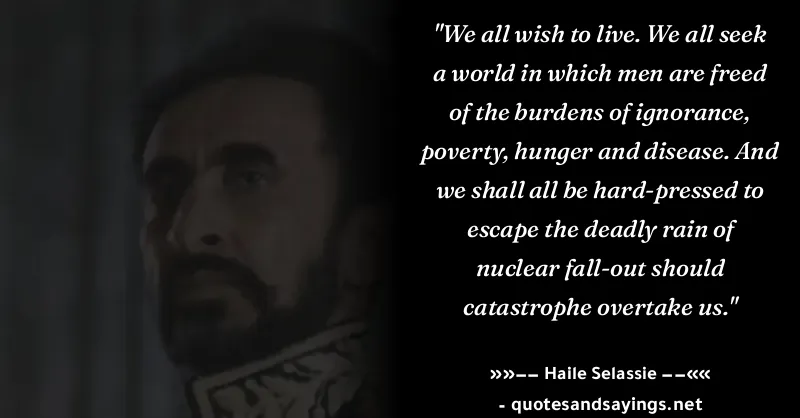 "We all wish to live. We all seek
a world in which men are freed
of the burdens of ignorance,
poverty, hunger and disease. And
we shall all be hard-pressed to
escape the deadly rain of
nuclear fall-out should
catastrophe overtake us."
»»−− Haile Selassie −−««
- quotesandsayings.net